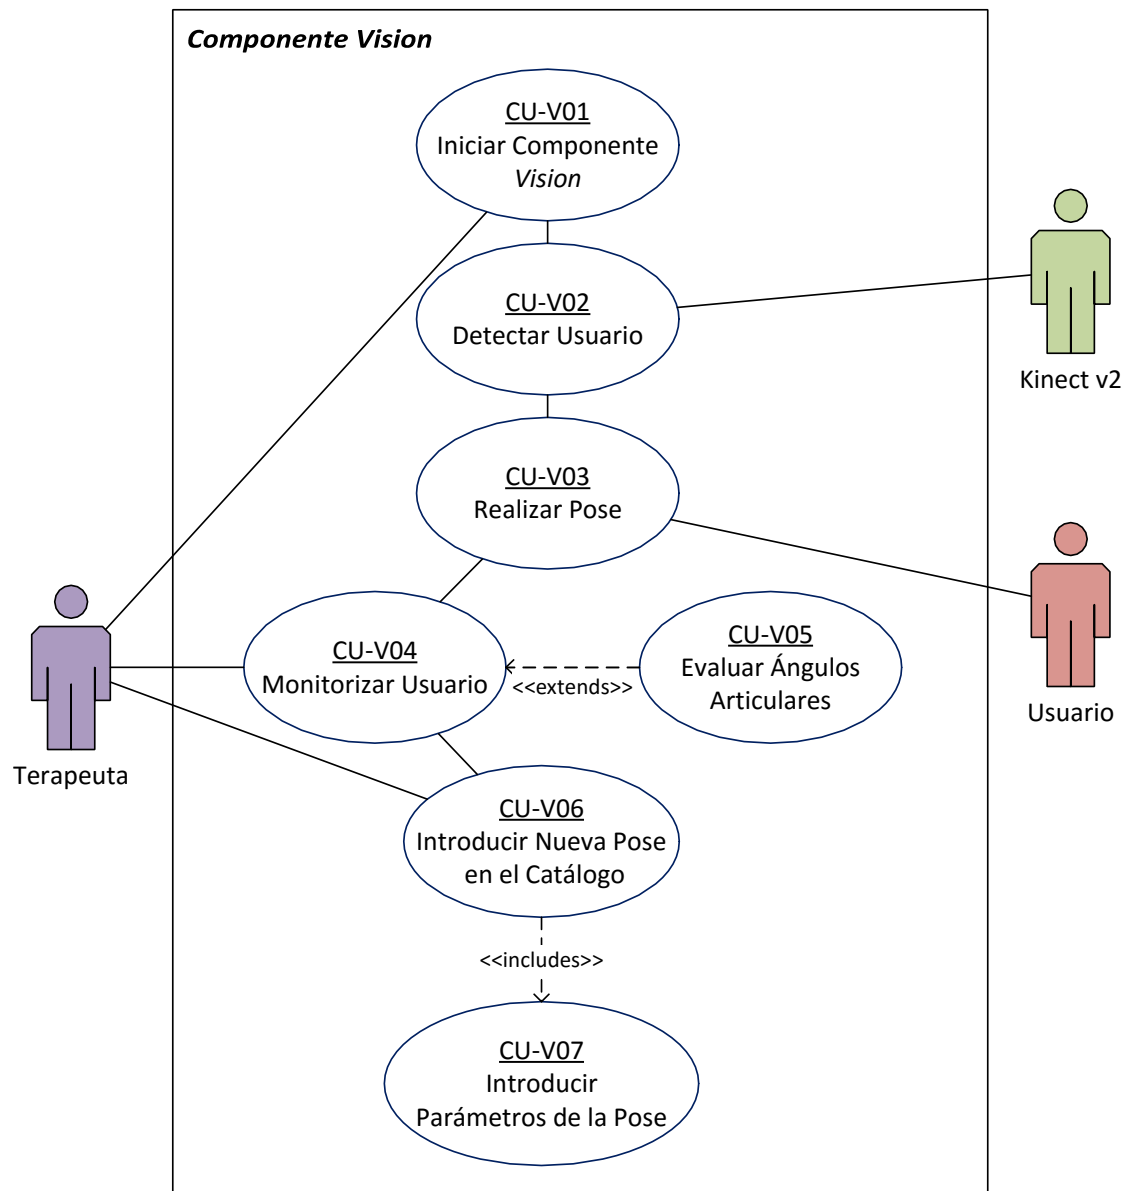 Componente Vision
CU-V01
Iniciar Componente
Vision
CU-V02
Detectar Usuario
Kinect v2
CU-V03
Realizar Pose
CU-V04
Monitorizar Usuario
<<extends>>
CU-V05
Evaluar Ángulos
Articulares
Usuario
Terapeuta
CU-V06
Introducir Nueva Pose
en el Catálogo
<<includes>>
CU-V07
Introducir
Parámetros de la Pose